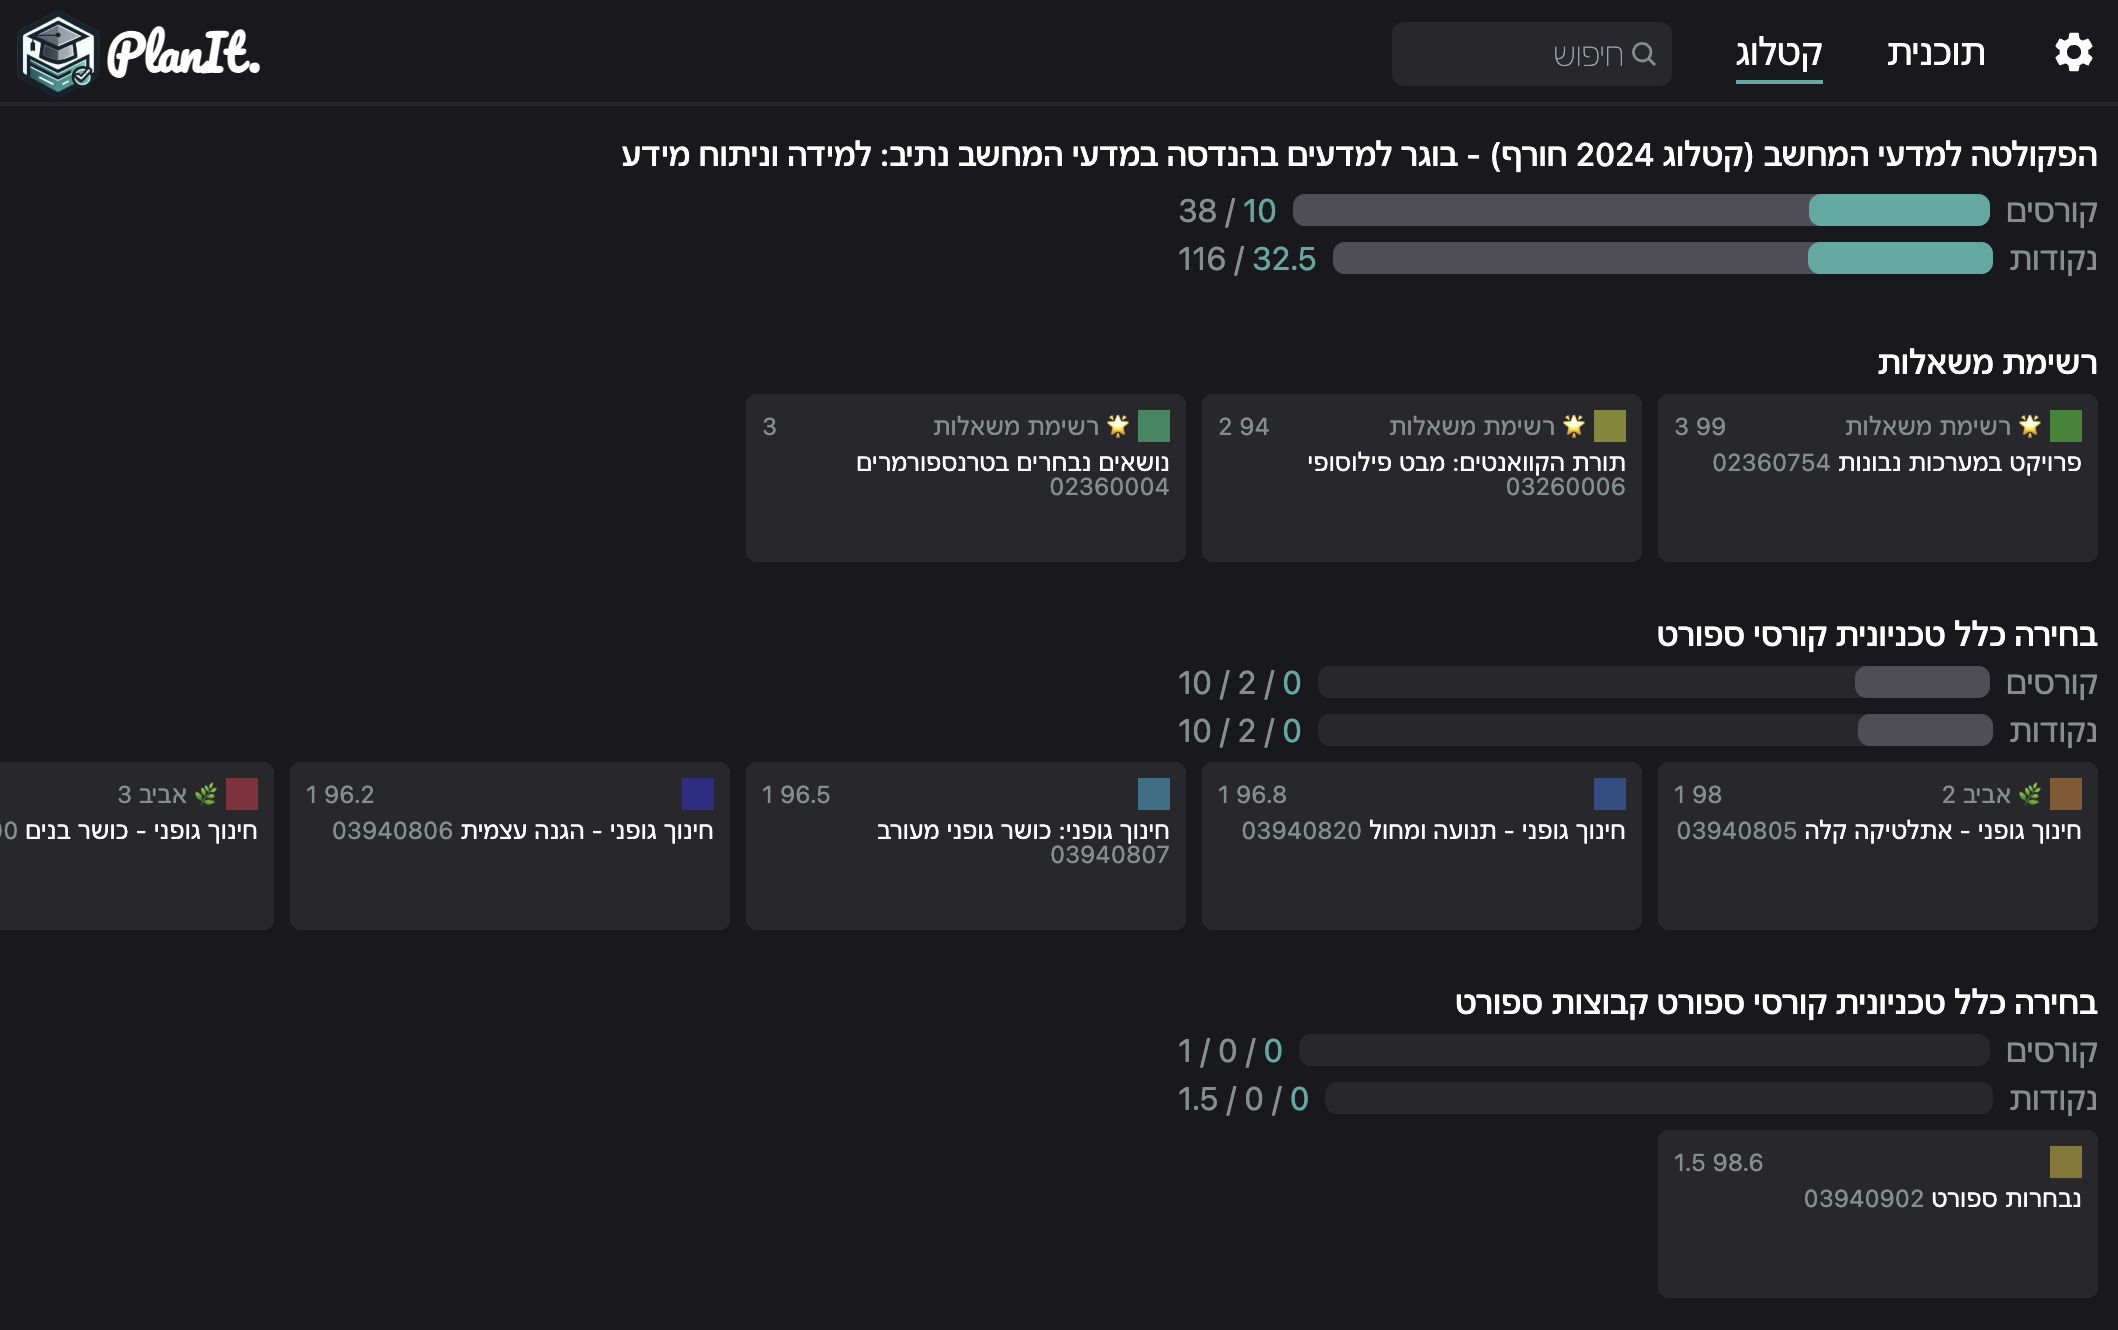 תוכנית
קטלוג
חיפוש
PlanIt.
הפקולטה למדעי המחשב (קטלוג 2024 חורף) - בוגר למדעים בהנדסה במדעי המחשב נתיב: למידה וניתוח מידע
קורסים 10 / 38
נקודות 32.5 / 116
רשימת משאלות
רשימת משאלות 99 3
פרויקט במערכות נבונות 02360754
רשימת משאלות 94 2
תורת הקוואנטים: מבט פילוסופי
03260006
רשימת משאלות 3
נושאים נבחרים בטרנספורמרים
02360004
בחירה כלל טכניונית קורסי ספורט
קורסים 0 / 2 / 10
נקודות 0 / 2 / 10
אביב 2 98 1
חינוך גופני - אתלטיקה קלה 03940805
96.8 1
חינוך גופני - תנועה ומחול 03940820
96.5 1
חינוך גופני: כושר גופני מעורב
03940807
96.2 1
חינוך גופני - הגנה עצמית 03940806
אביב 3
חינוך גופני - כושר בנים
בחירה כלל טכניונית קורסי ספורט קבוצות ספורט
קורסים 0 / 0 / 1
נקודות 0 / 0 / 1.5
98.6 1.5
נבחרות ספורט 03940902